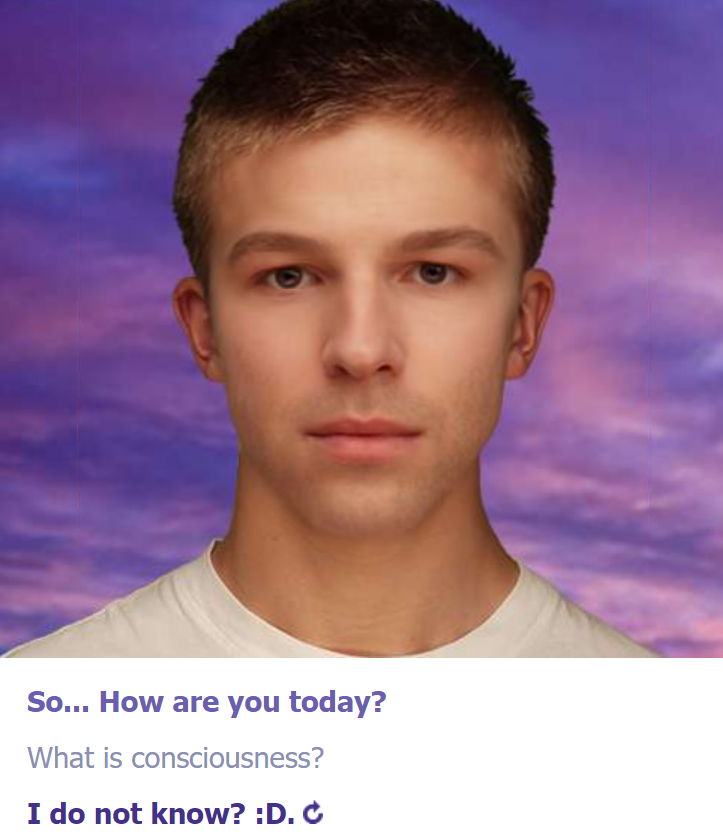 So... How are you today?
What is consciousness?
I do not know? :D.